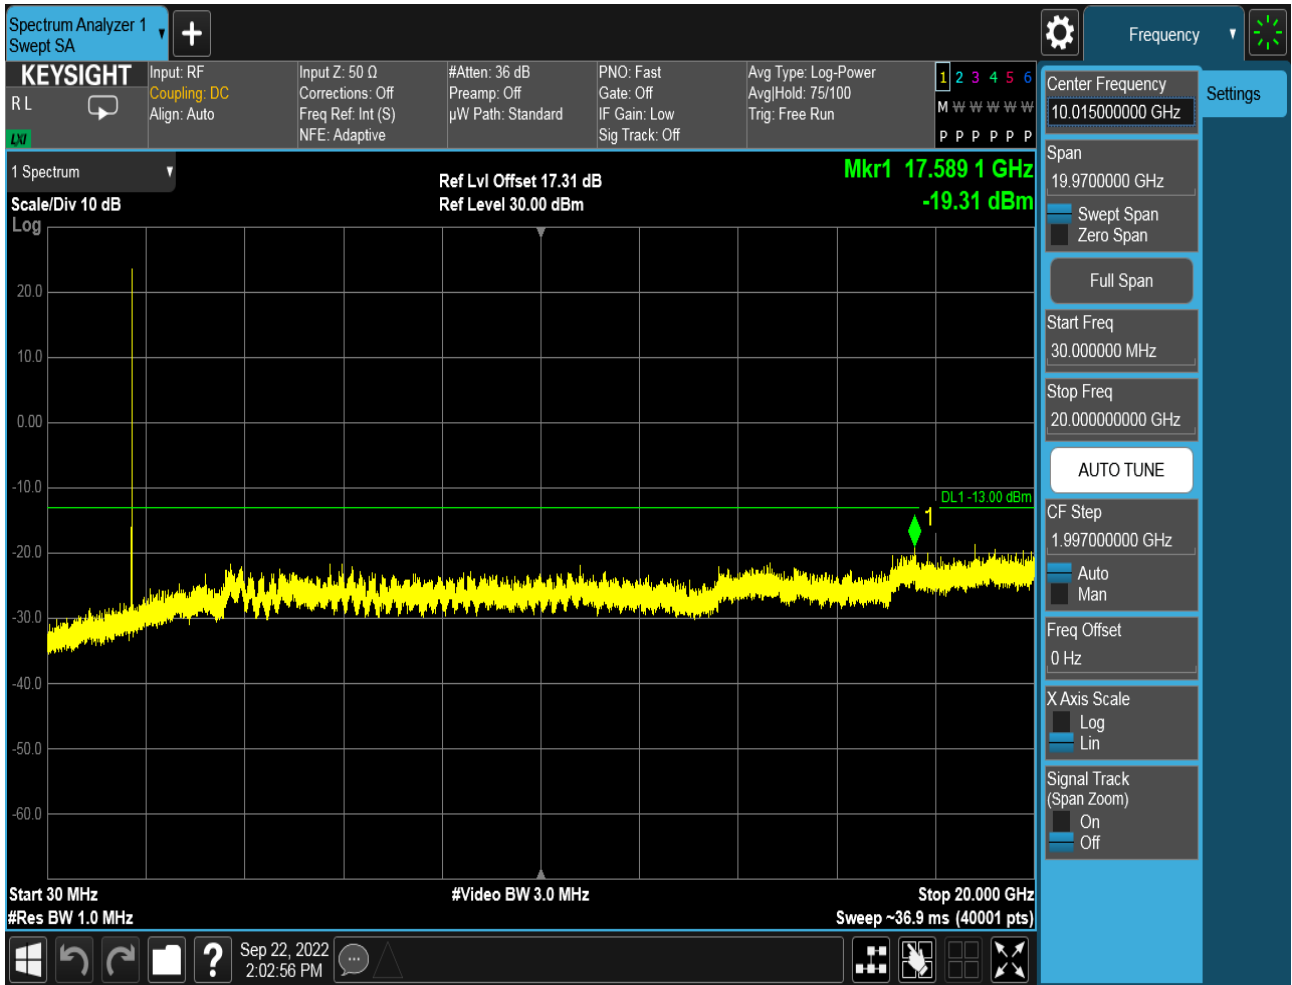 Spectrum Analyzer 1
Swept SA
Frequency
KEYSIGHT
R L
LXI
Input: RF
Coupling: DC
Align: Auto
Input Z: 50 Ω
Corrections: Off
Freq Ref: Int (S)
NFE: Adaptive
#Atten: 36 dB
Preamp: Off
µW Path: Standard
PNO: Fast
Gate: Off
IF Gain: Low
Sig Track: Off
Avg Type: Log-Power
Avg|Hold: 75/100
Trig: Free Run
1 2 3 4 5 6
M W W W W W
P P P P P P
1 Spectrum
Scale/Div 10 dB
Log
Ref Lvl Offset 17.31 dB
Ref Level 30.00 dBm
Mkr1 17.589 1 GHz
-19.31 dBm
20.0
10.0
0.00
-10.0
-20.0
-30.0
-40.0
-50.0
-60.0
DL1 -13.00 dBm
1
Start 30 MHz
#Res BW 1.0 MHz
#Video BW 3.0 MHz
Stop 20.000 GHz
Sweep ~36.9 ms (40001 pts)
Sep 22, 2022
2:02:56 PM
Center Frequency
10.015000000 GHz
Settings
Span
19.9700000 GHz
Swept Span
Zero Span
Full Span
Start Freq
30.000000 MHz
Stop Freq
20.000000000 GHz
AUTO TUNE
CF Step
1.997000000 GHz
Auto
Man
Freq Offset
0 Hz
X Axis Scale
Log
Lin
Signal Track
(Span Zoom)
On
Off